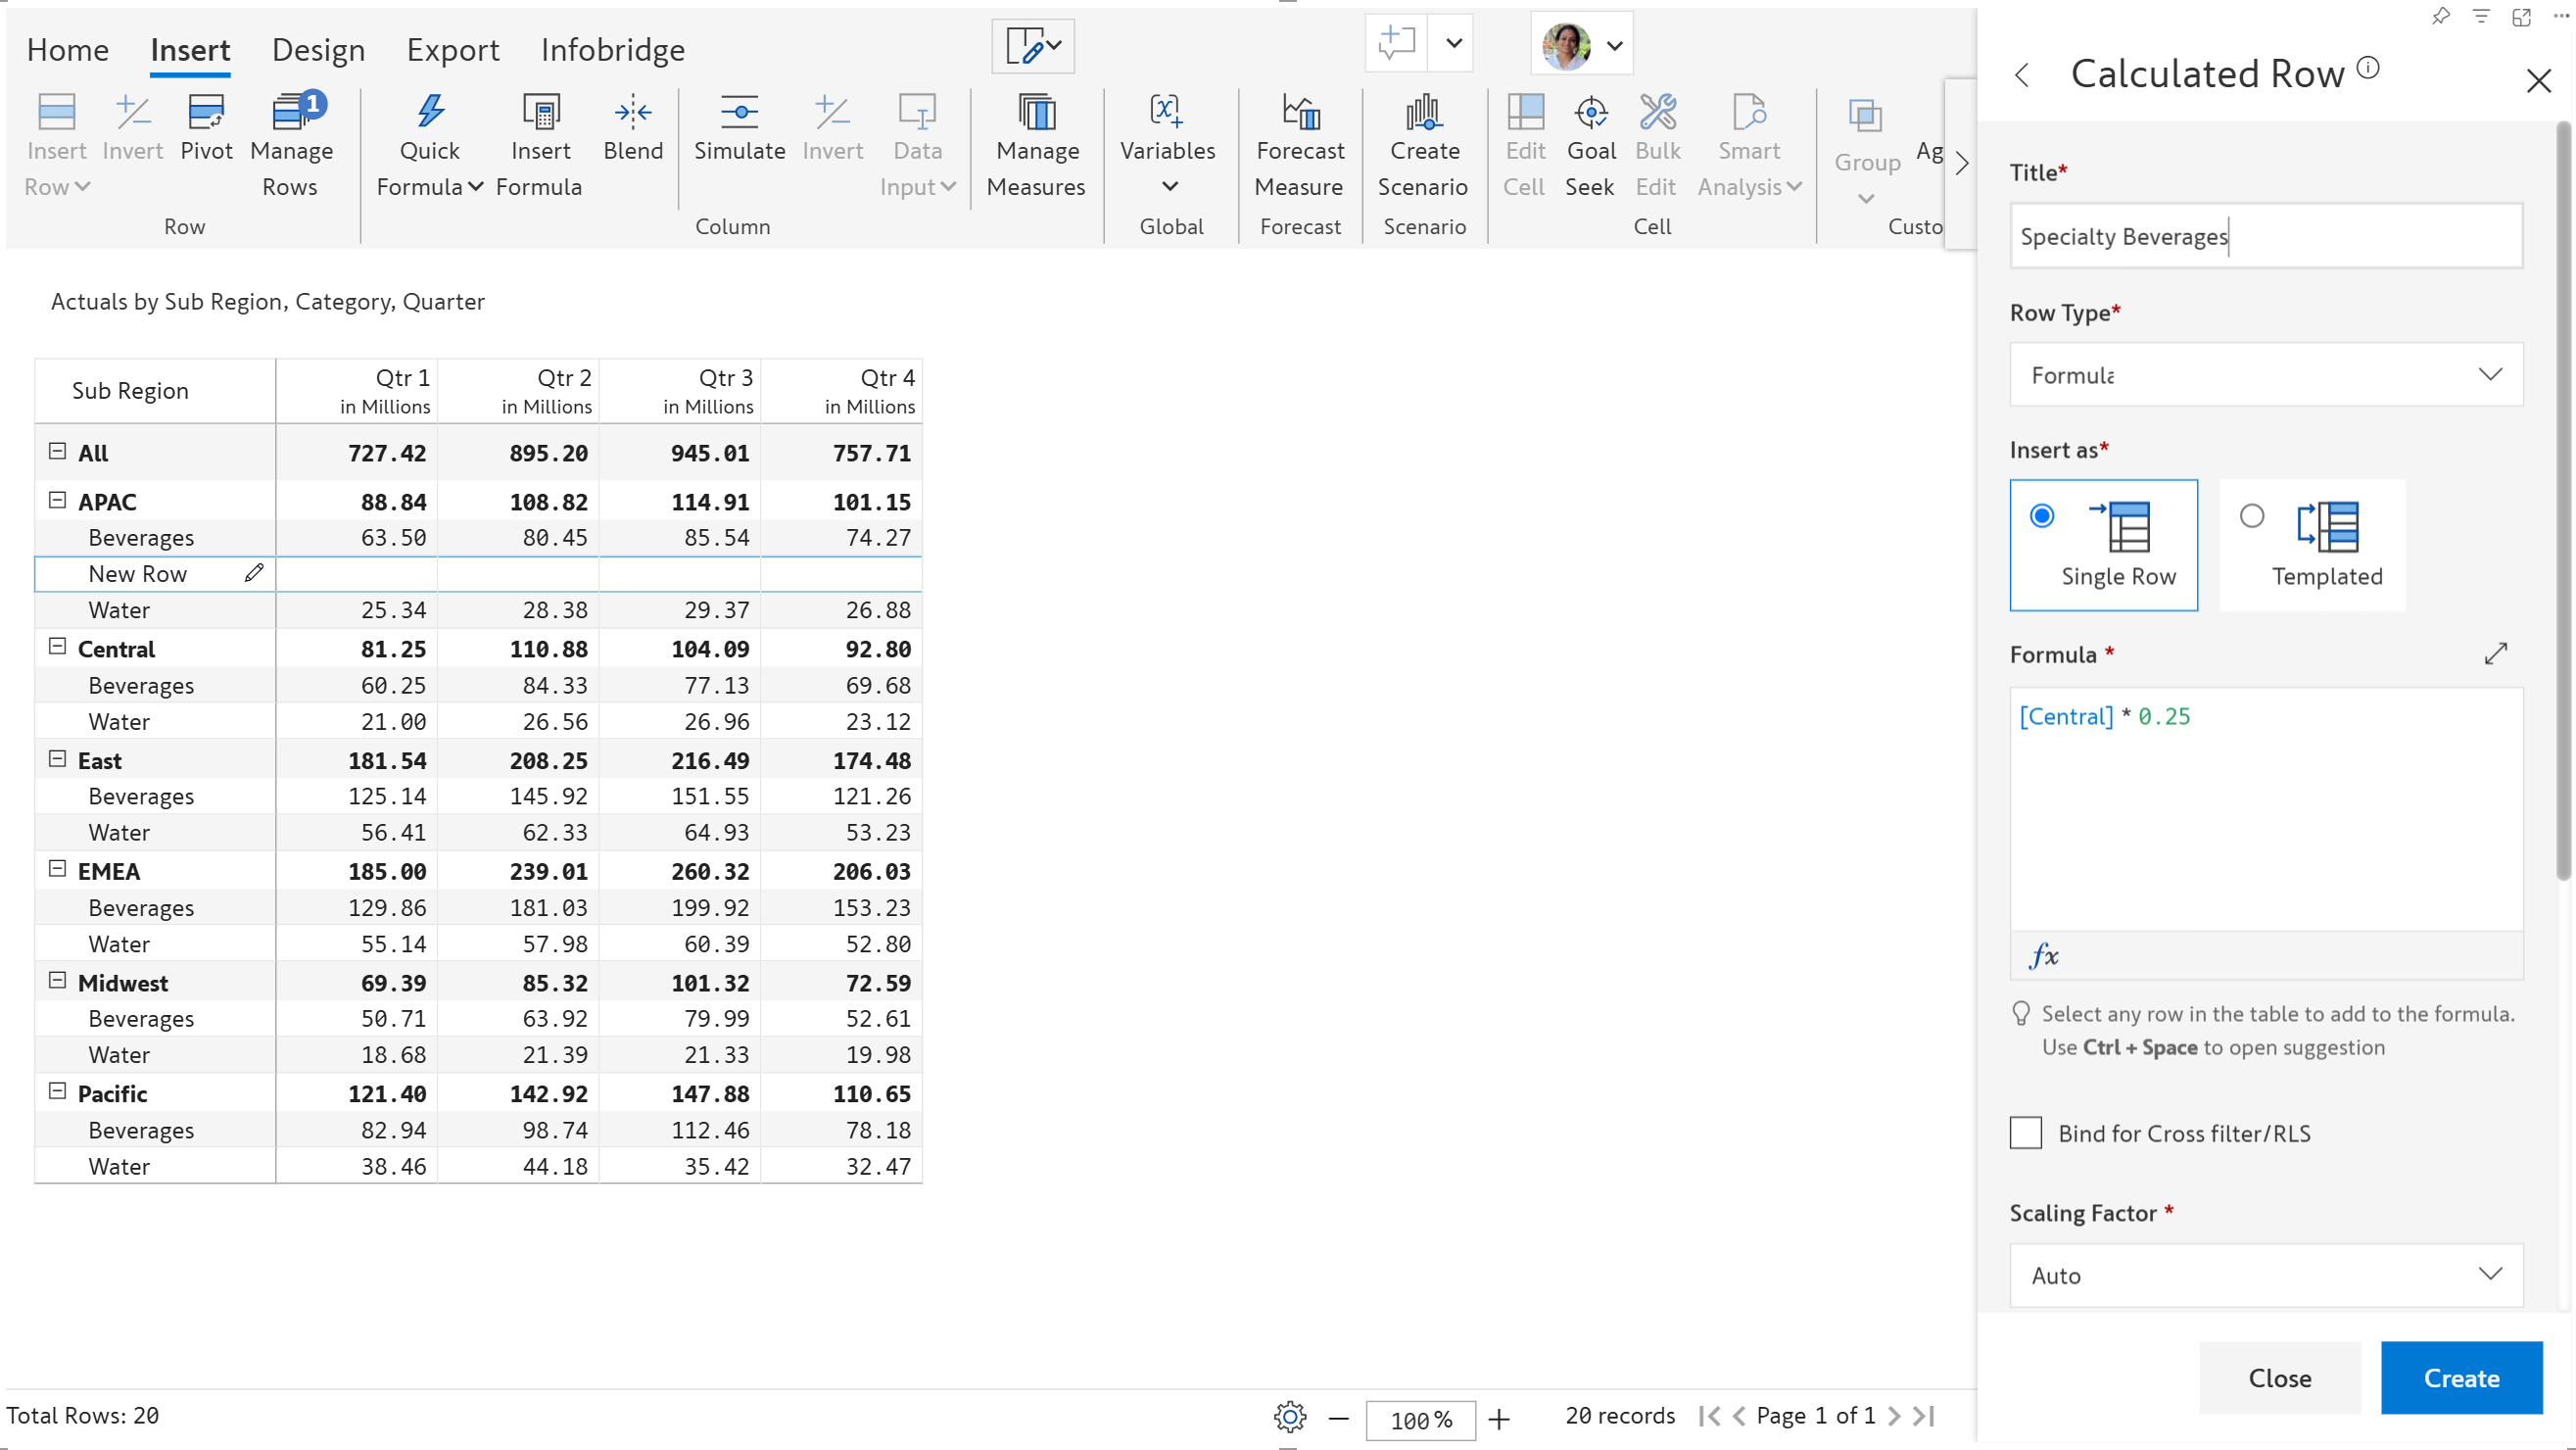 Home Insert Design Export Infobridge
Insert Row
Invert
Pivot
Manage Rows
1
Quick Formula
Insert Formula
Blend
Simulate
Invert
Data Input
Manage Measures
Variables
Forecast Measure
Create Scenario
Edit Cell
Goal Seek
Bulk Edit
Smart Analysis
Group
Ag
Row Column Global Forecast Scenario Cell Custo
Actuals by Sub Region, Category, Quarter
Sub Region Qtr 1 Qtr 2 Qtr 3 Qtr 4
in Millions in Millions in Millions in Millions
All 727.42 895.20 945.01 757.71
APAC 88.84 108.82 114.91 101.15
Beverages 63.50 80.45 85.54 74.27
New Row
Water 25.34 28.38 29.37 26.88
Central 81.25 110.88 104.09 92.80
Beverages 60.25 84.33 77.13 69.68
Water 21.00 26.56 26.96 23.12
East 181.54 208.25 216.49 174.48
Beverages 125.14 145.92 151.55 121.26
Water 56.41 62.33 64.93 53.23
EMEA 185.00 239.01 260.32 206.03
Beverages 129.86 181.03 199.92 153.23
Water 55.14 57.98 60.39 52.80
Midwest 69.39 85.32 101.32 72.59
Beverages 50.71 63.92 79.99 52.61
Water 18.68 21.39 21.33 19.98
Pacific 121.40 142.92 147.88 110.65
Beverages 82.94 98.74 112.46 78.18
Water 38.46 44.18 35.42 32.47
Total Rows: 20
100%
20 records
Page 1 of 1
Calculated Row
Title*
Specialty Beverages
Row Type*
Formula
Insert as*
Single Row
Templated
Formula *
[Central] * 0.25
fx
Select any row in the table to add to the formula.
Use Ctrl + Space to open suggestion
Bind for Cross filter/RLS
Scaling Factor *
Auto
Close
Create